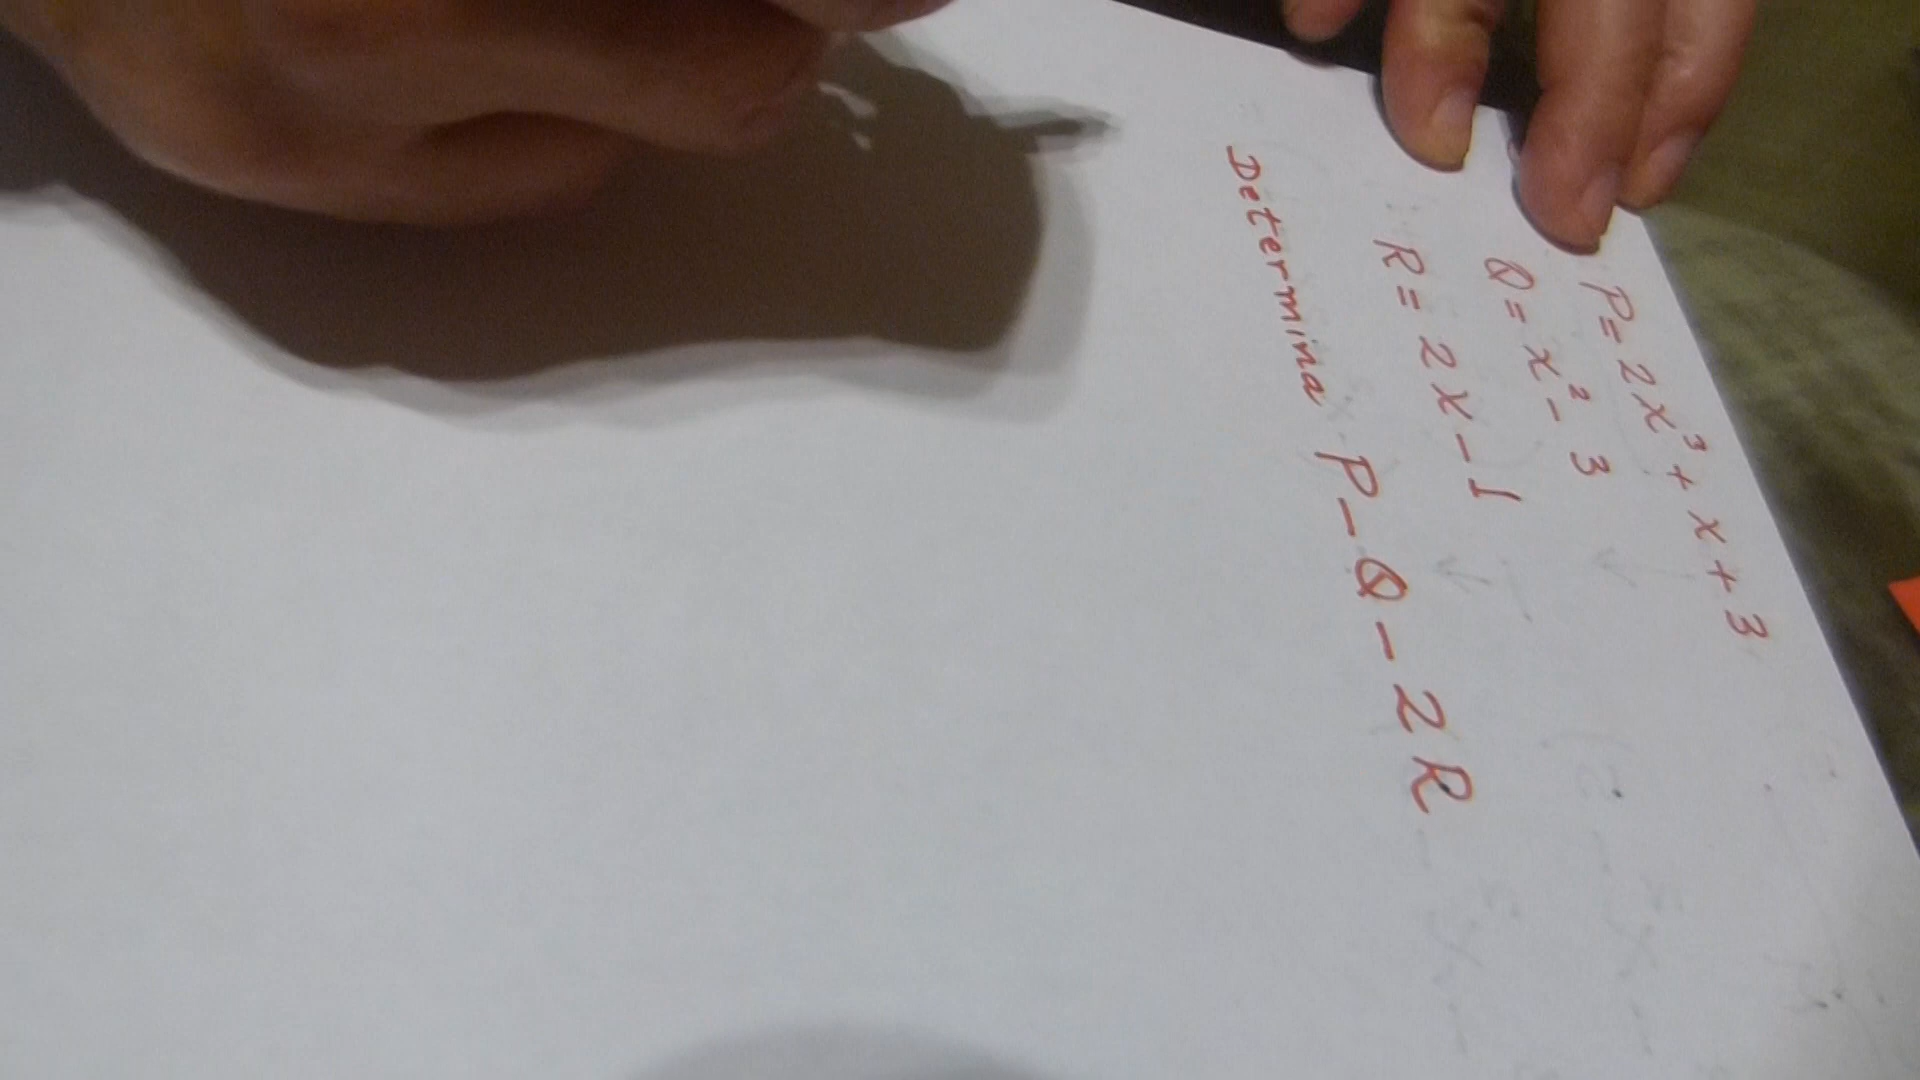 P = 2x³ + x + 3
Q = x² - 3
R = 2x - 1
Determina P - Q - 2R